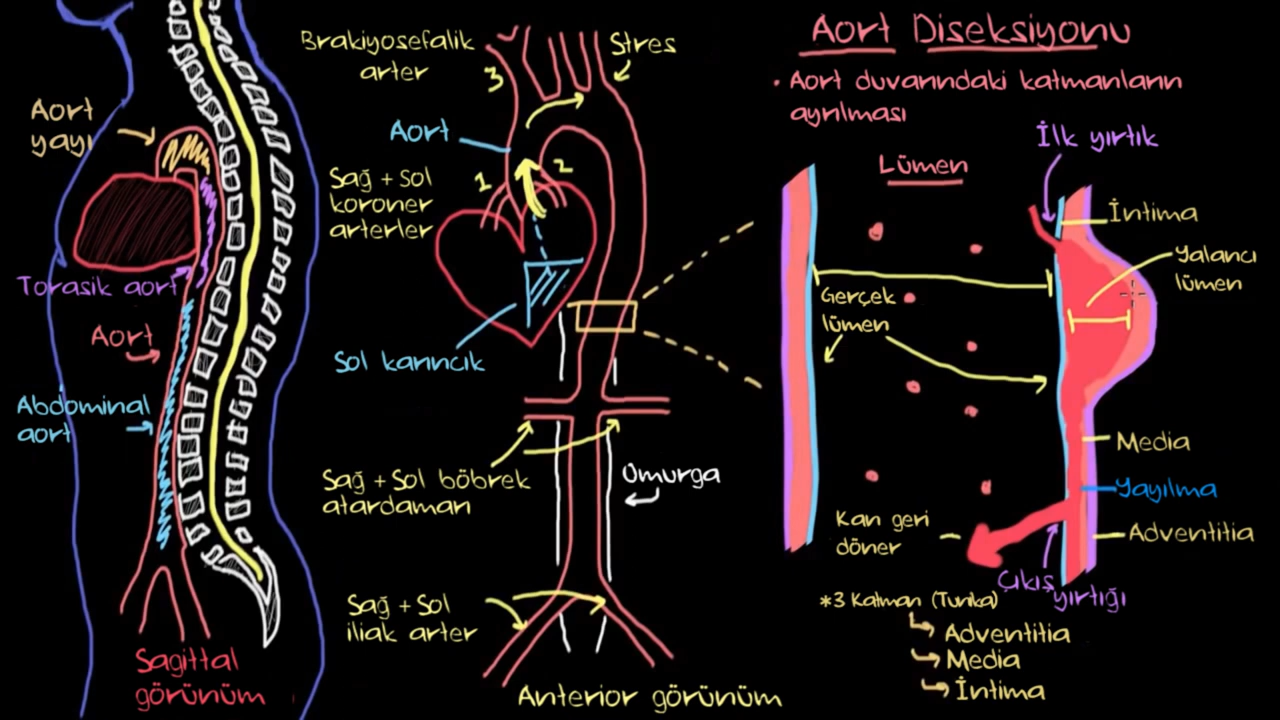 Aort
yayı
Torasik aort
Aort
Abdominal
aort
Sagittal
görünüm
Brakiyosefalik
arter
3
Stres
Aort
Sağ + Sol
koroner
arterler
1
2
Sol karıncık
Sağ + Sol böbrek
atardamarı
Omurga
Sağ + Sol
iliak arter
Anterior görünüm
Aort Diseksiyonu
• Aort duvarındaki katmanların
ayrılması
Lümen
İlk yırtık
İntima
Yalancı
lümen
Gerçek
lümen
Media
Yayılma
Adventitia
Kan geri
döner
Çıkış
yırtığı
*3 Katman (Tunika)
Adventitia
Media
İntima